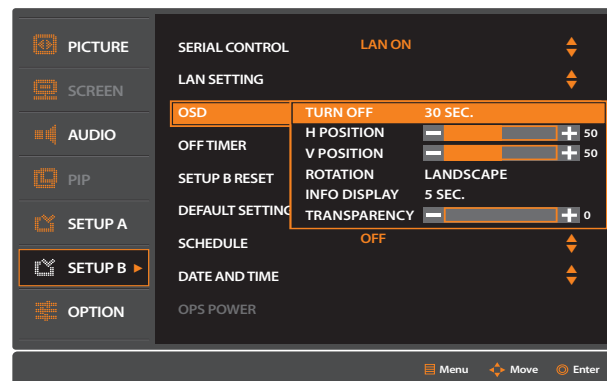 PICTURE
SCREEN
AUDIO
PIP
SETUP A
SETUP B
OPTION
SERIAL CONTROL LAN ON
LAN SETTING
OSD
OFF TIMER
SETUP B RESET
DEFAULT SETTING
SCHEDULE OFF
DATE AND TIME
OPS POWER
TURN OFF 30 SEC.
H POSITION 50
V POSITION 50
ROTATION LANDSCAPE
INFO DISPLAY 5 SEC.
TRANSPARENCY 0
Menu Move Enter